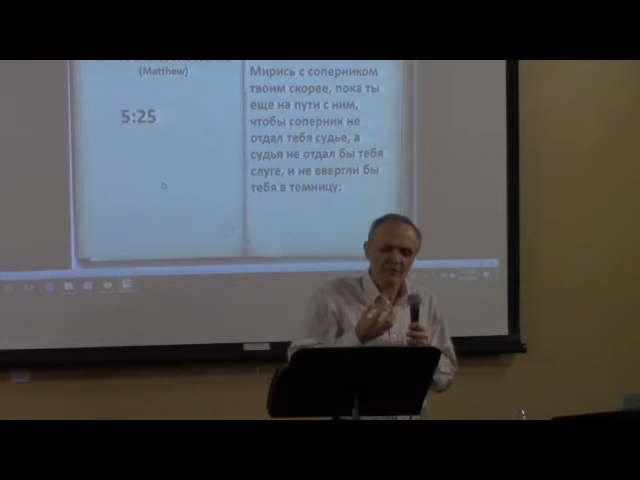 (Matthew)
5:25
Мирись с соперником
твоим скорее, пока ты
еще на пути с ним,
чтобы соперник не
отдал тебя судье, а
судья не отдал бы тебя
слуге, и не ввергли бы
тебя в темницу;